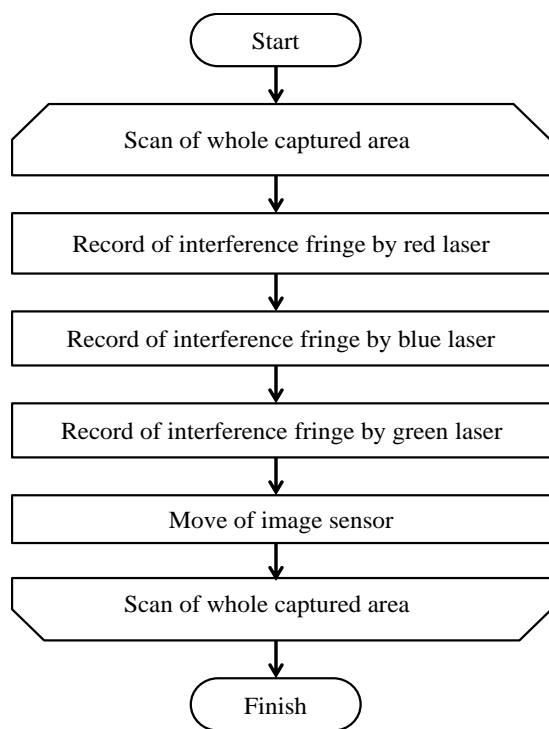 Start
Scan of whole captured area
Record of interference fringe by red laser
Record of interference fringe by blue laser
Record of interference fringe by green laser
Move of image sensor
Scan of whole captured area
Finish